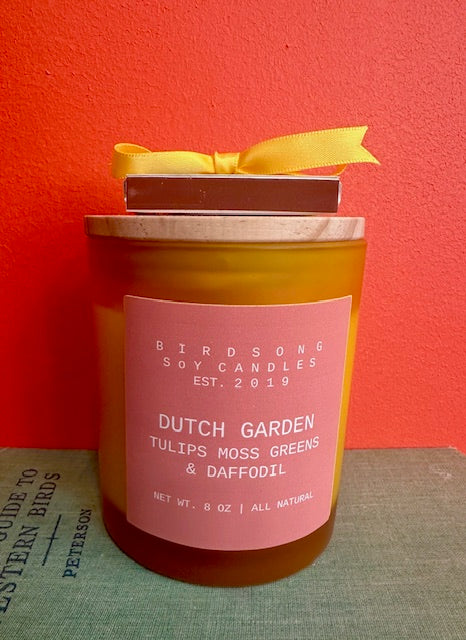 BIRDSONG
SOY CANDLES
EST. 2019
DUTCH GARDEN
TULIPS MOSS GREENS
& DAFFODIL
NET WT. 8 OZ | ALL NATURAL
GUIDE TO
ESTERN BIRDS
PETERSON